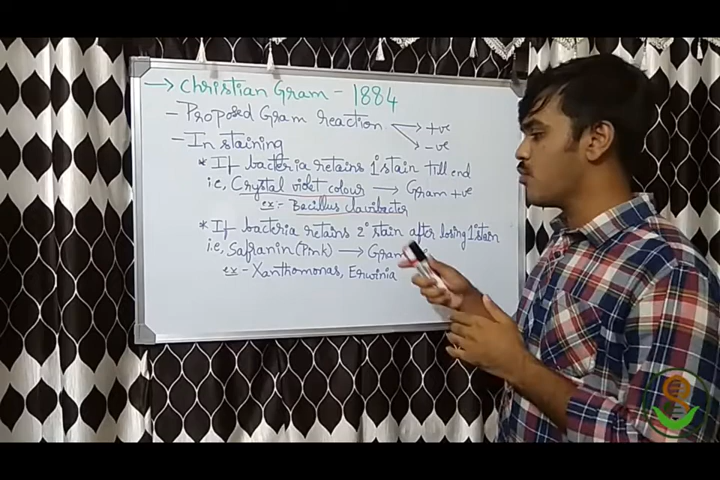 → Christian Gram - 1884
- Proposed Gram reaction → +ve
→ -ve
- In staining
* If bacteria retains 1° stain till end
i.e, Crystal violet colour → Gram +ve
ex:- Bacillus clavibacter
* If bacteria retains 2° stain after losing 1° stain
i.e, Safranin (Pink) → Gram
ex - Xanthomonas, Erwinia